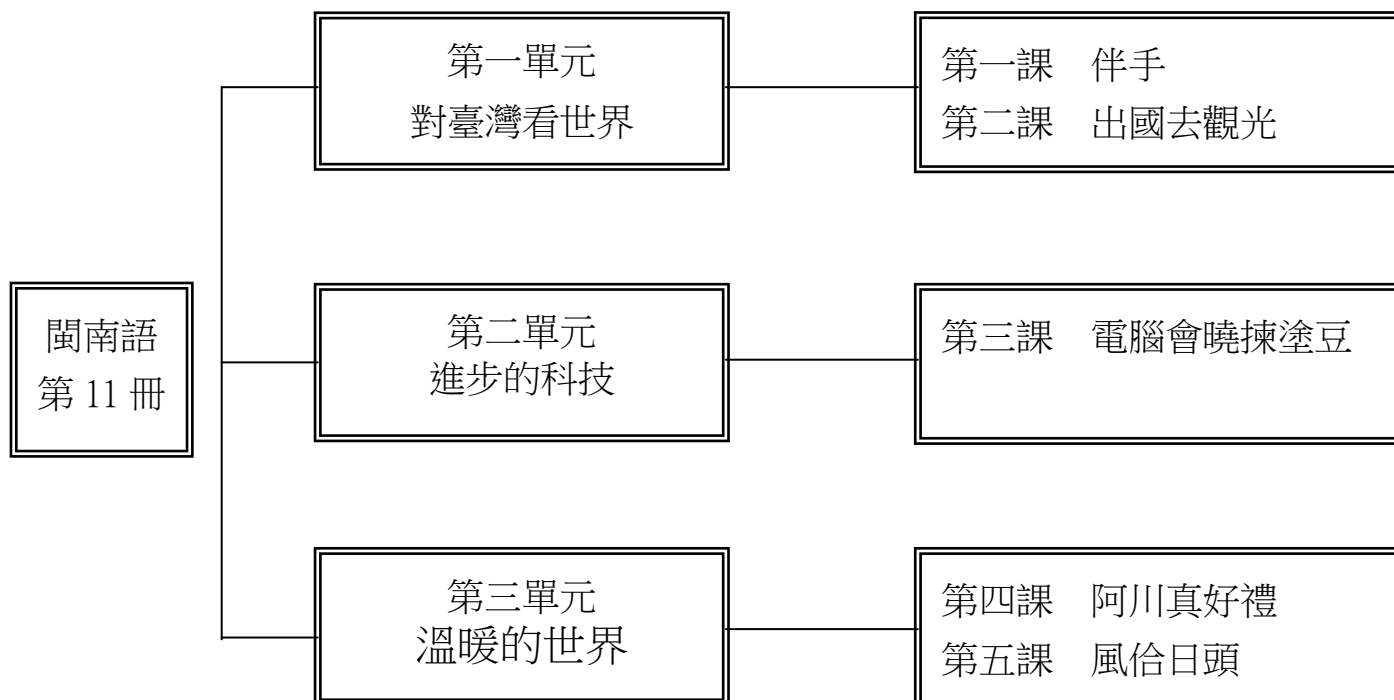 閩南語
第 11 冊
第一單元
對臺灣看世界
第一課　伴手
第二課　出國去觀光
第二單元
進步的科技
第三課　電腦會曉揀塗豆
第三單元
溫暖的世界
第四課　阿川真好禮
第五課　風佮日頭